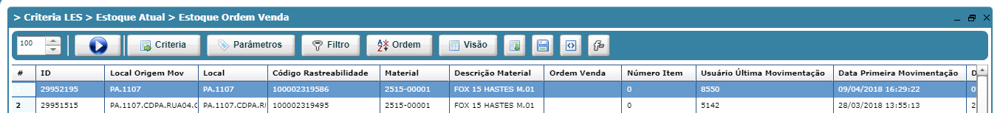 > Criteria LES > Estoque Atual > Estoque Ordem Venda
100 Criteria Parâmetros Filtro Ordem Visão
# ID Local Origem Mov Local Código Rastreabilidade Material Descrição Material Ordem Venda Número Item Usuário Última Movimentação Data Primeira Movimentação D
1 29952195 PA.1107 PA.1107 100002319586 2515-00001 FOX 15 HASTES M.01 0 8550 09/04/2018 16:29:22 0
2 29951515 PA.1107.CDPA.RUA04.C PA.1107.CDPA.RU 100002319495 2515-00001 FOX 15 HASTES M.01 0 5142 28/03/2018 13:55:13 2